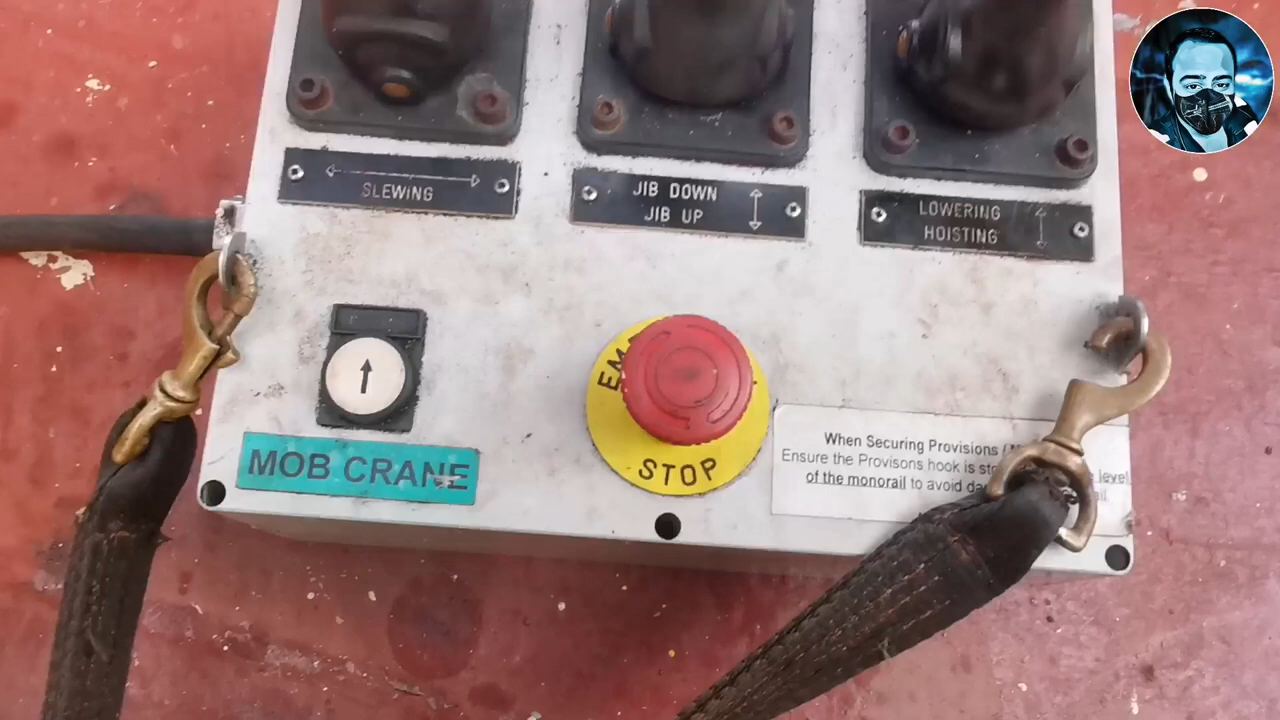 SLEWING
JIB DOWN
JIB UP
LOWERING
HOISTING
MOB CRANE
STOP
When Securing Provisions
Ensure the Provisons hook is level
of the monorail to avoid